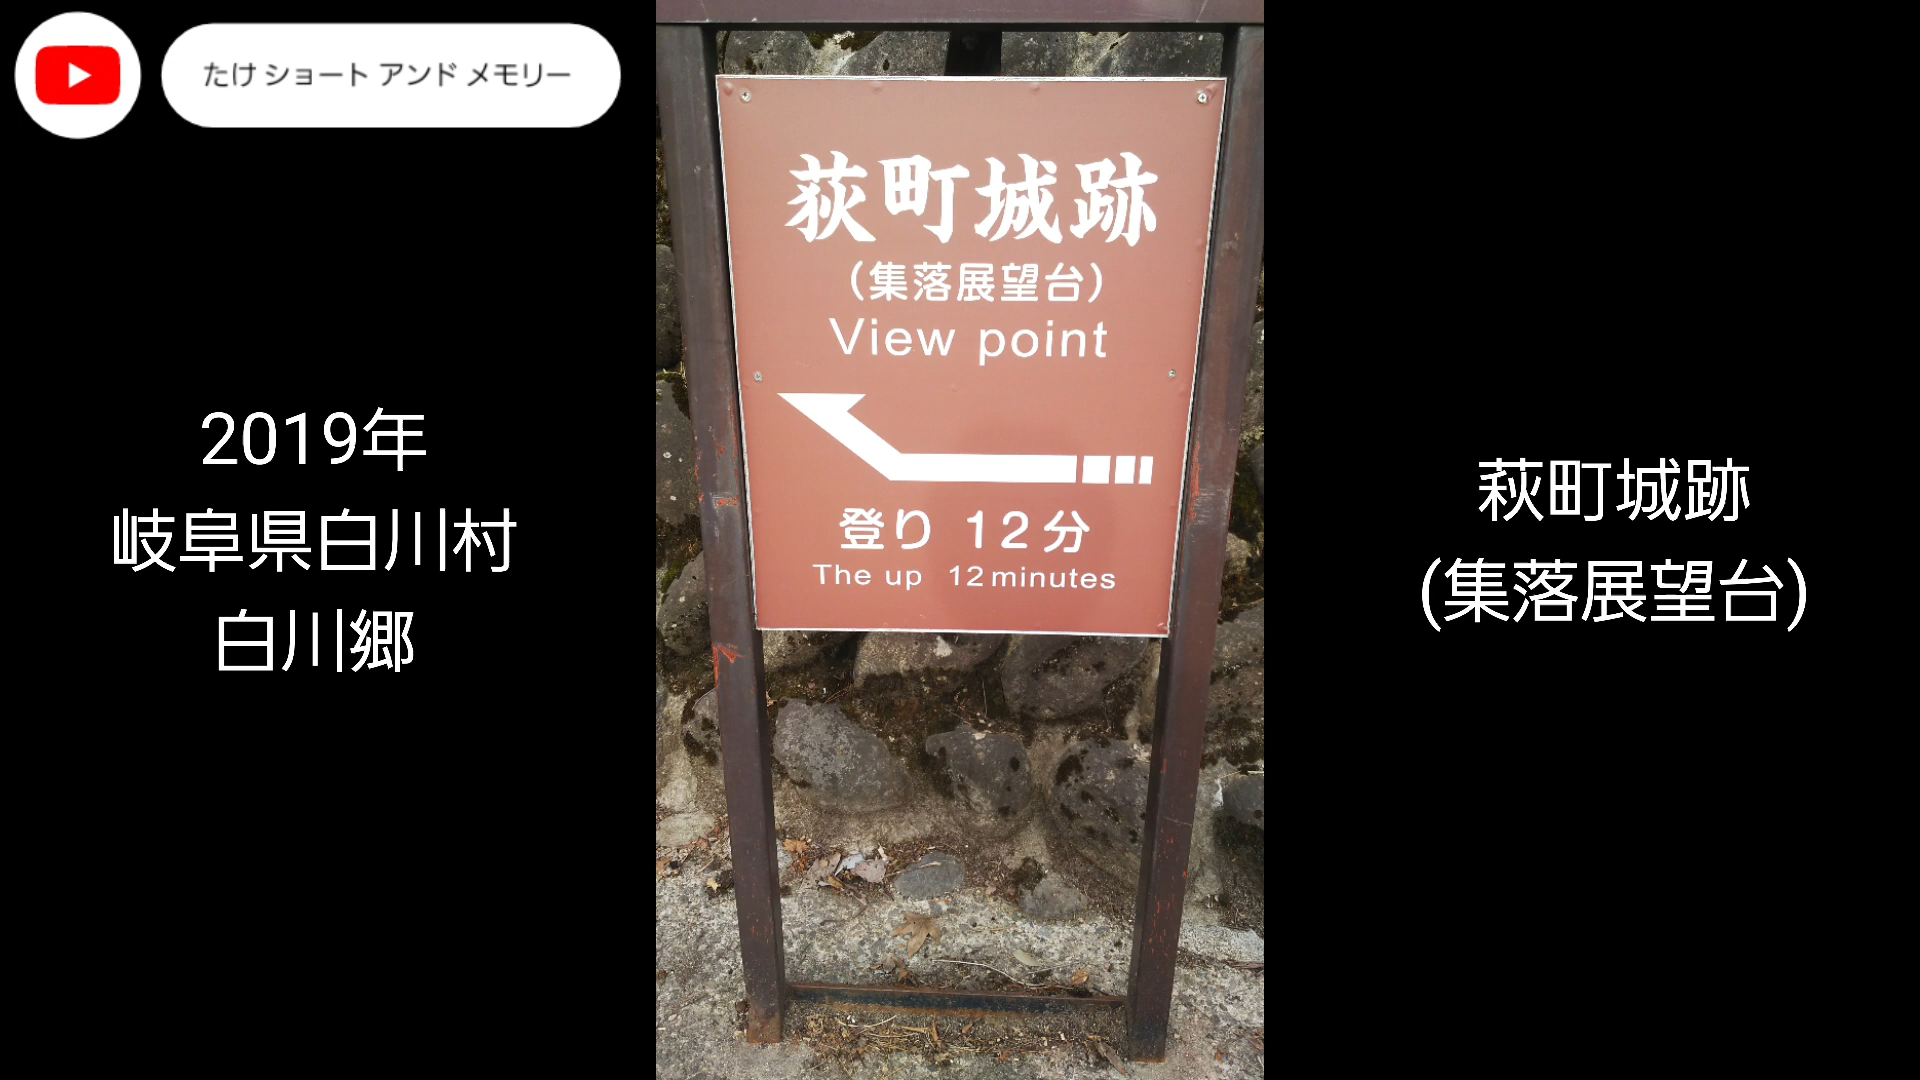 たけ ショート アンド メモリー
2019年
岐阜県白川村
白川郷
荻町城跡
（集落展望台）
View point
登り 12分
The up 12minutes
萩町城跡
(集落展望台)